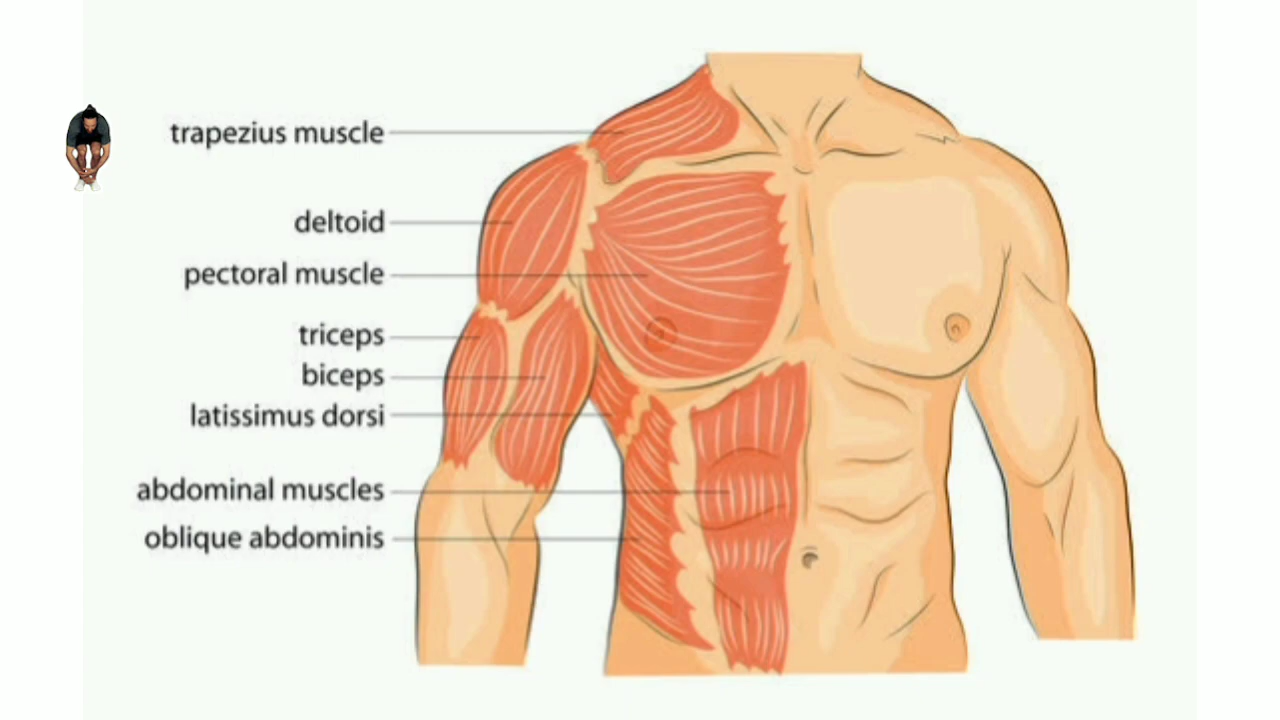 trapezius muscle
deltoid
pectoral muscle
triceps
biceps
latissimus dorsi
abdominal muscles
oblique abdominis